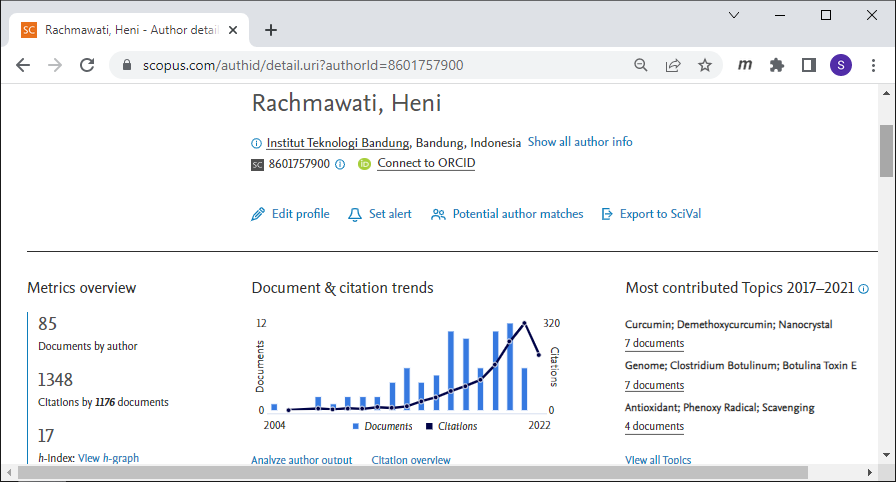 SC Rachmawati, Heni - Author detai
scopus.com/authid/detail.uri?authorId=8601757900
m
S
Rachmawati, Heni
Institut Teknologi Bandung, Bandung, Indonesia Show all author info
SC 8601757900 iD Connect to ORCID
Edit profile Set alert Potential author matches Export to SciVal
Metrics overview
85
Documents by author
1348
Citations by 1176 documents
17
h-Index: View h-graph
Document & citation trends
12
Documents
0
320
Citations
0
2004
2022
Documents Citations
Analyze author output Citation overview
Most contributed Topics 2017–2021
Curcumin; Demethoxycurcumin; Nanocrystal
7 documents
Genome; Clostridium Botulinum; Botulina Toxin E
7 documents
Antioxidant; Phenoxy Radical; Scavenging
4 documents
View all Topics